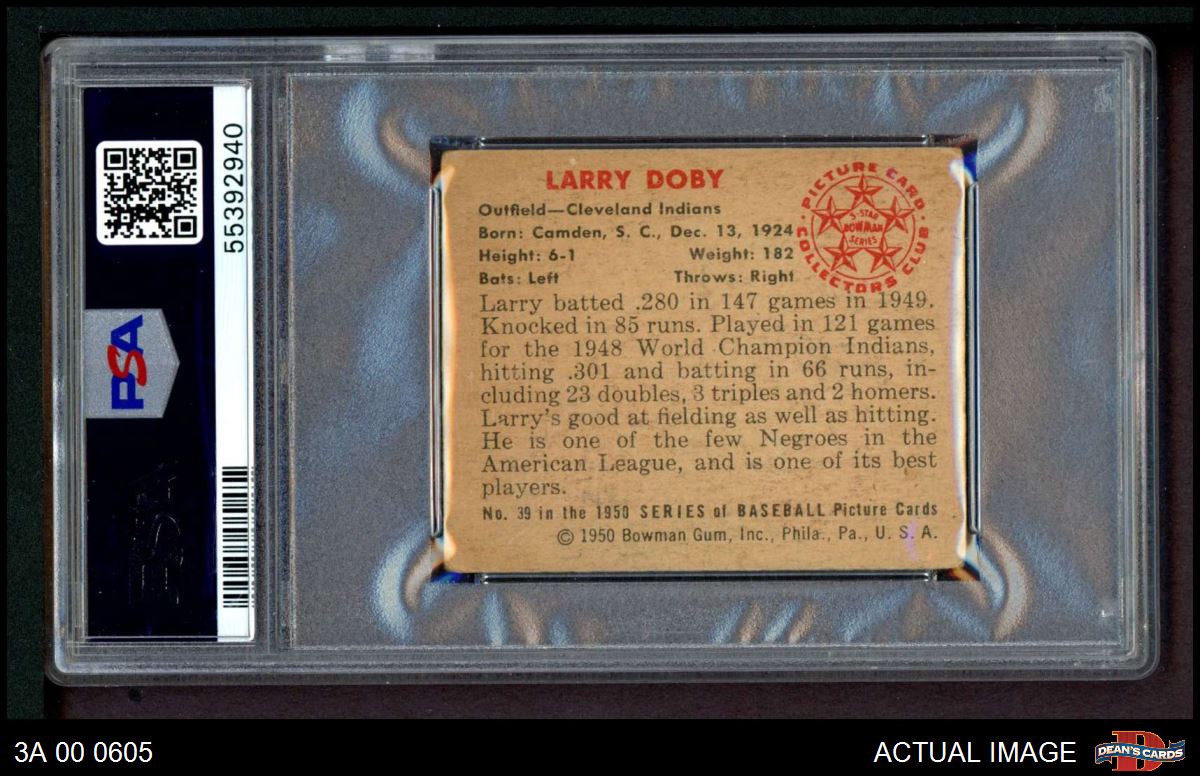 55392940
PSA
LARRY DOBY
Outfield—Cleveland Indians
Born: Camden, S. C., Dec. 13, 1924
Height: 6-1 Weight: 182
Bats: Left Throws: Right
PICTURE CARD
COLLECTORS CLUB
5-STAR
BOWMAN
SERIES
Larry batted .280 in 147 games in 1949.
Knocked in 85 runs. Played in 121 games
for the 1948 World Champion Indians,
hitting .301 and batting in 66 runs, in-
cluding 23 doubles, 3 triples and 2 homers.
Larry's good at fielding as well as hitting.
He is one of the few Negroes in the
American League, and is one of its best
players.
No. 39 in the 1950 SERIES of BASEBALL Picture Cards
© 1950 Bowman Gum, Inc., Phila., Pa., U. S. A.
3A 00 0605
ACTUAL IMAGE
DEAN'S CARDS